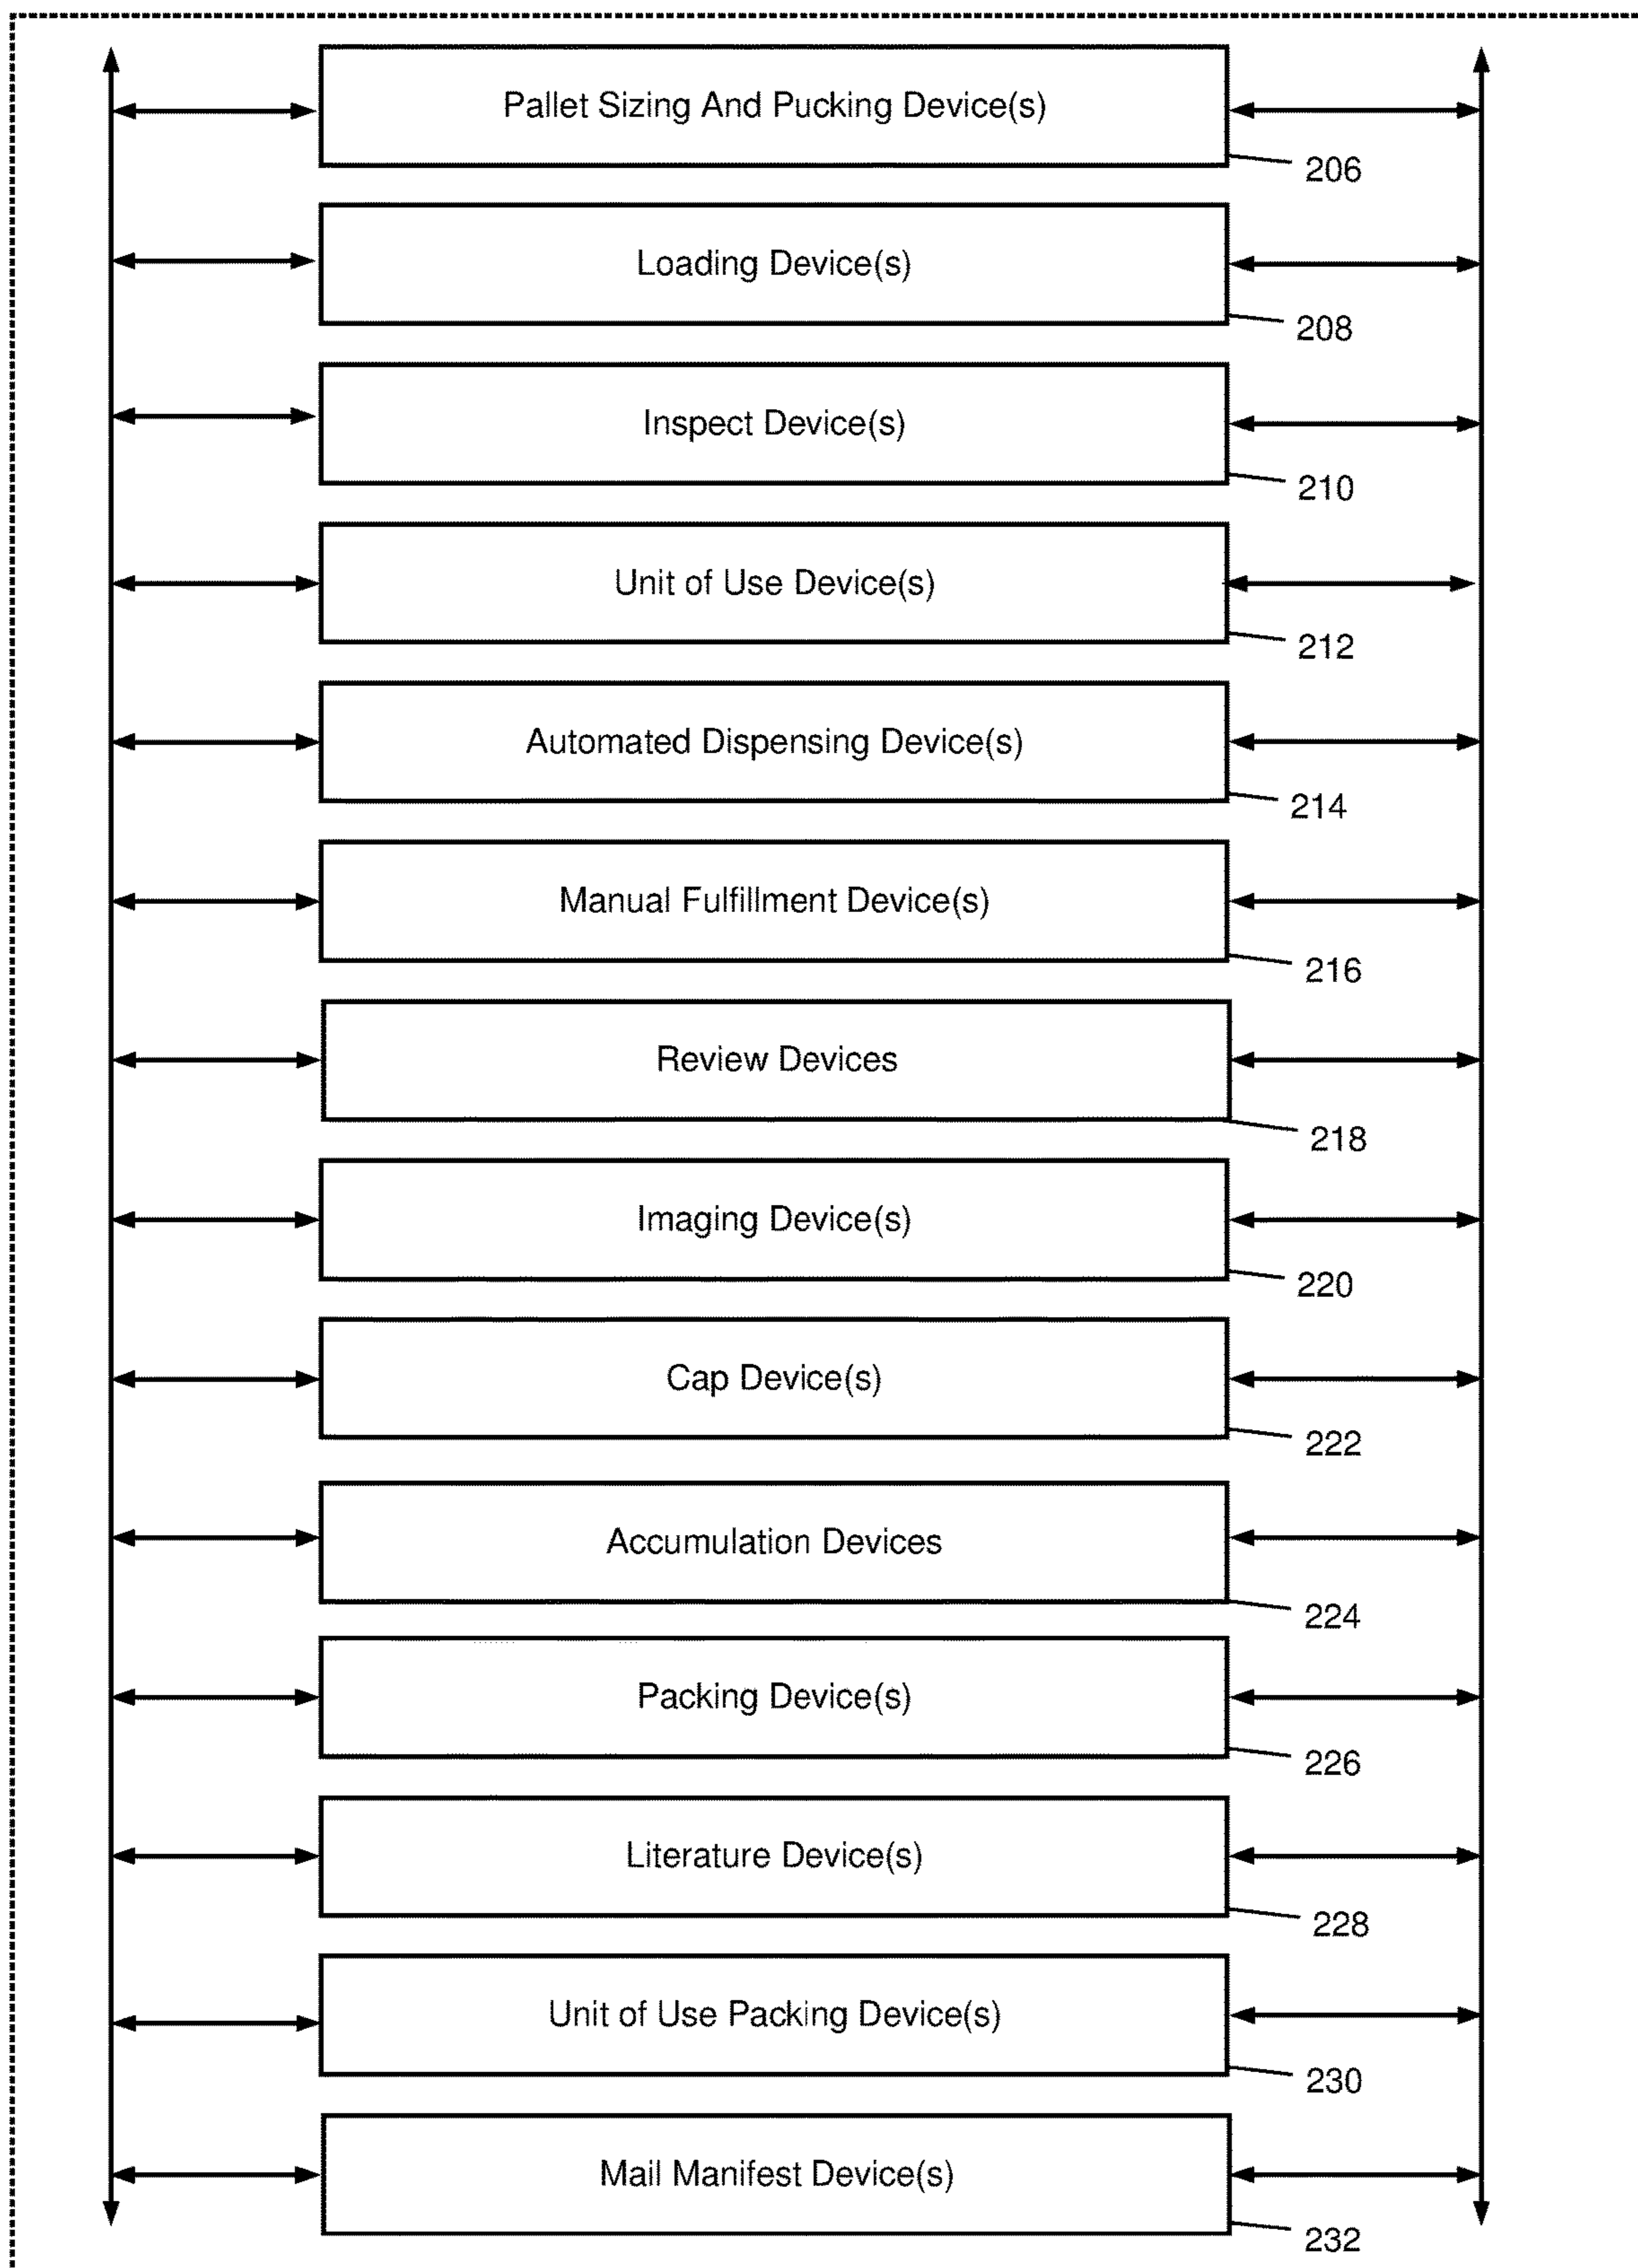 Pallet Sizing And Pucking Device(s)
206
Loading Device(s)
208
Inspect Device(s)
210
Unit of Use Device(s)
212
Automated Dispensing Device(s)
214
Manual Fulfillment Device(s)
216
Review Devices
218
Imaging Device(s)
220
Cap Device(s)
222
Accumulation Devices
224
Packing Device(s)
226
Literature Device(s)
228
Unit of Use Packing Device(s)
230
Mail Manifest Device(s)
232